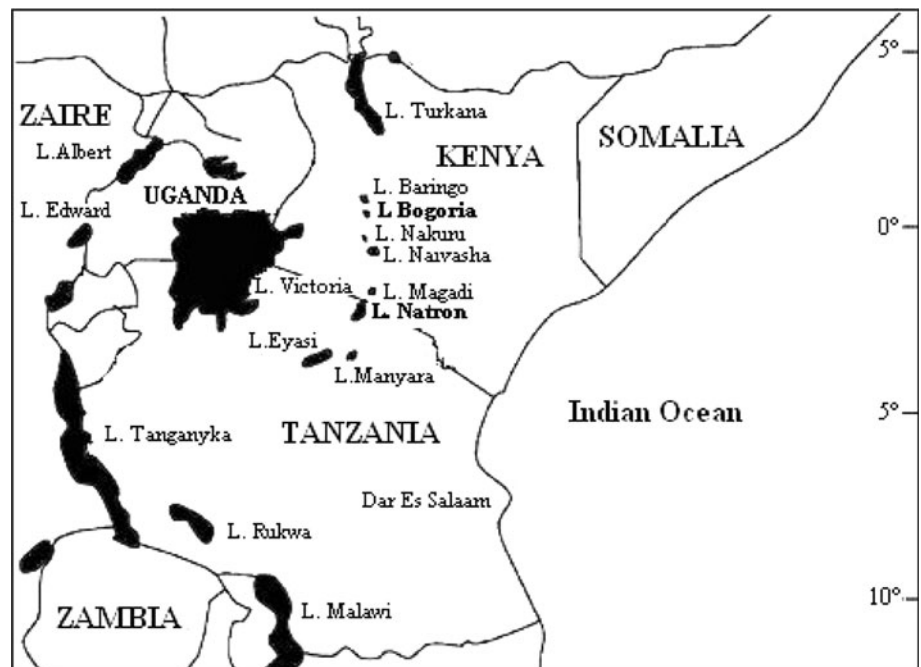 5°
ZAIRE
L. Turkana
SOMALIA
L.Albert
KENYA
UGANDA
L. Baringo
L. Edward
L Bogoria
0°
L. Nakuru
L. Naivasha
L. Victoria
L. Magadi
L. Natron
L.Eyasi
L.Manyara
Indian Ocean
5°
L. Tanganyka
TANZANIA
Dar Es Salaam
L. Rukwa
10°
ZAMBIA
L. Malawi